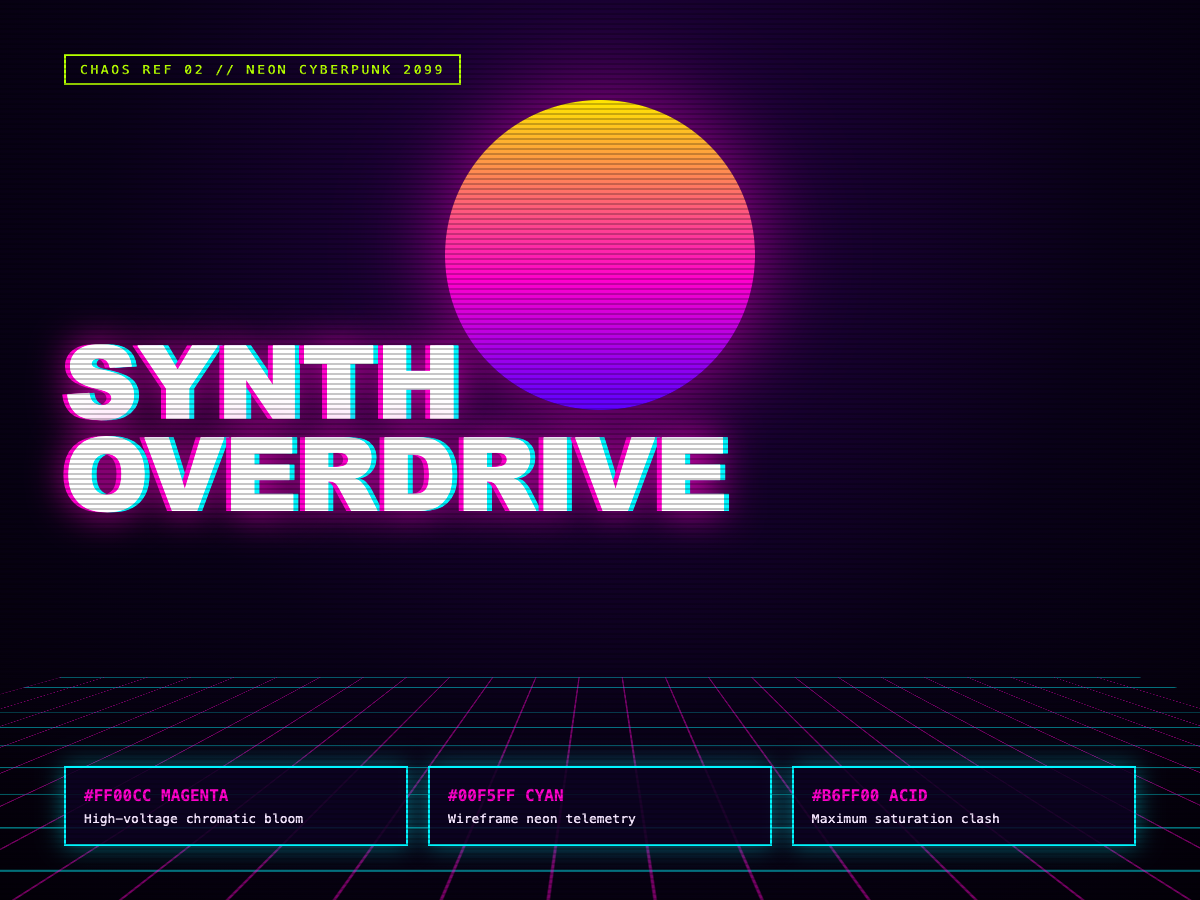 CHAOS REF 02 // NEON CYBERPUNK 2099
SYNTH
OVERDRIVE
#FF00CC MAGENTA
High-voltage chromatic bloom
#00F5FF CYAN
Wireframe neon telemetry
#B6FF00 ACID
Maximum saturation clash